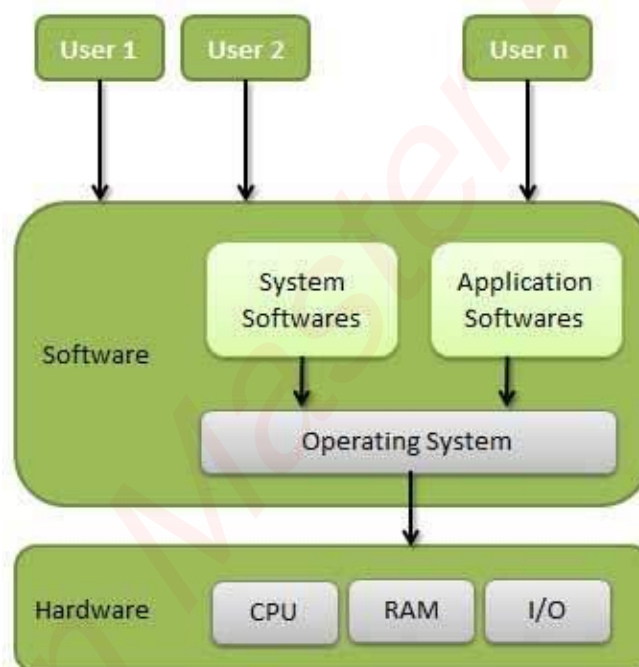 User 1
User 2
User n
System
Softwares
Application
Softwares
Software
Operating System
Hardware
CPU
RAM
I/O